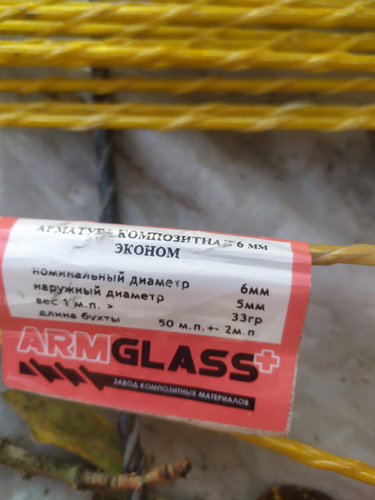 АРМАТУРА КОМПОЗИТНАЯ 6 мм
ЭКОНОМ
номинальный диаметр 6мм
наружный диаметр 5мм
вес 1 м.п. > 33гр
длина бухты 50 м.п.+- 2м.п
ARMGLASS+
ЗАВОД КОМПОЗИТНЫХ МАТЕРИАЛОВ